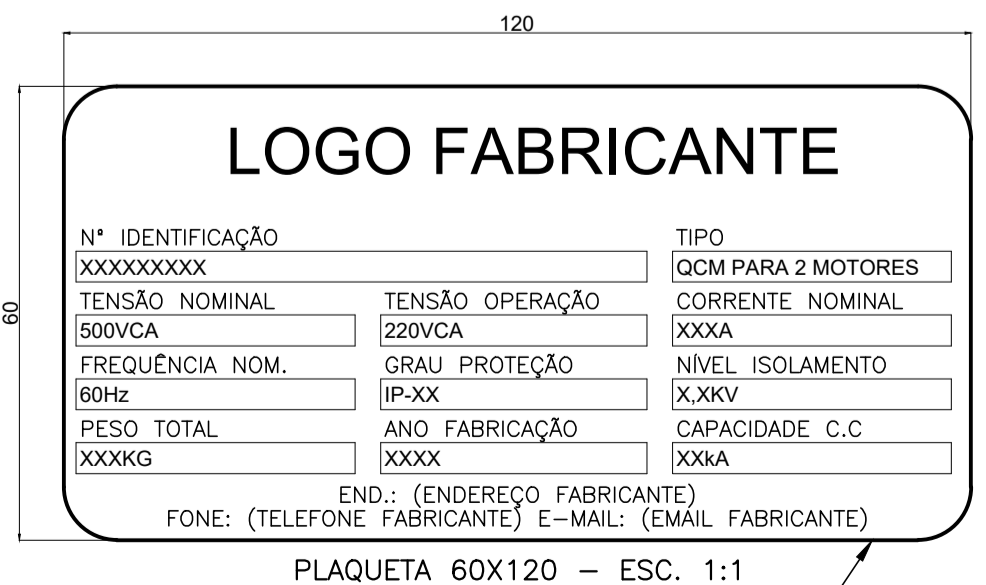 120
60
LOGO FABRICANTE
Nª IDENTIFICAÇÃO TIPO
XXXXXXXXX QCM PARA 2 MOTORES
TENSÃO NOMINAL TENSÃO OPERAÇÃO CORRENTE NOMINAL
500VCA 220VCA XXXA
FREQUÊNCIA NOM. GRAU PROTEÇÃO NÍVEL ISOLAMENTO
60Hz IP-XX X,XKV
PESO TOTAL ANO FABRICAÇÃO CAPACIDADE C.C
XXXKG XXXX XXkA
END.: (ENDEREÇO FABRICANTE)
FONE: (TELEFONE FABRICANTE) E-MAIL: (EMAIL FABRICANTE)
PLAQUETA 60X120 – ESC. 1:1